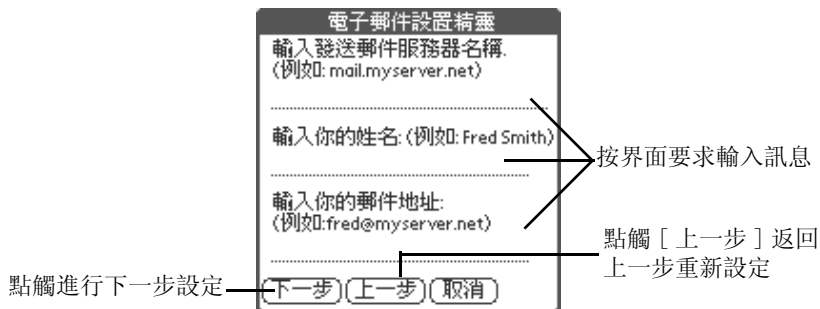 電子郵件設置精靈
輸入發送郵件服務器名稱.
(例如: mail.myserver.net)
輸入你的姓名: (例如: Fred Smith)
輸入你的郵件地址:
(例如:fred@myserver.net)
下一步 上一步 取消
按界面要求輸入訊息
點觸［上一步］返回
上一步重新設定
點觸進行下一步設定